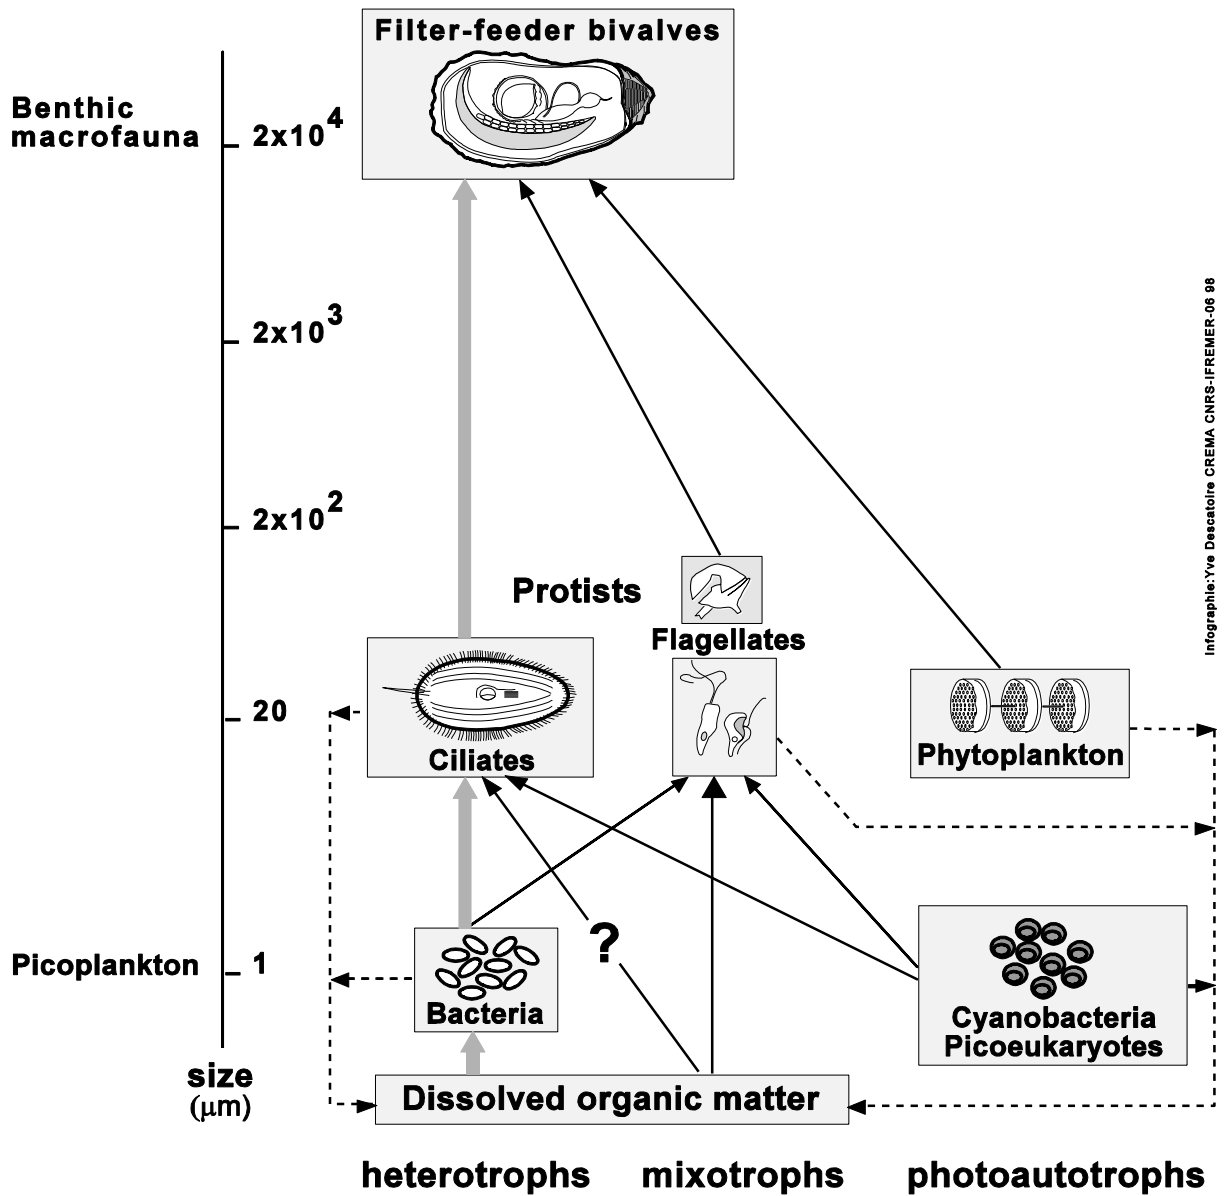 Filter-feeder bivalves
Benthic
macrofauna
2x10⁴
2x10³
2x10²
Protists
Flagellates
20
Ciliates
Phytoplankton
Picoplankton
1
?
Bacteria
Cyanobacteria
Picoeukaryotes
size
(µm)
Dissolved organic matter
heterotrophs
mixotrophs
photoautotrophs
Infographie:Yve Descatoire CREMA CNRS-IFREMER-06 98